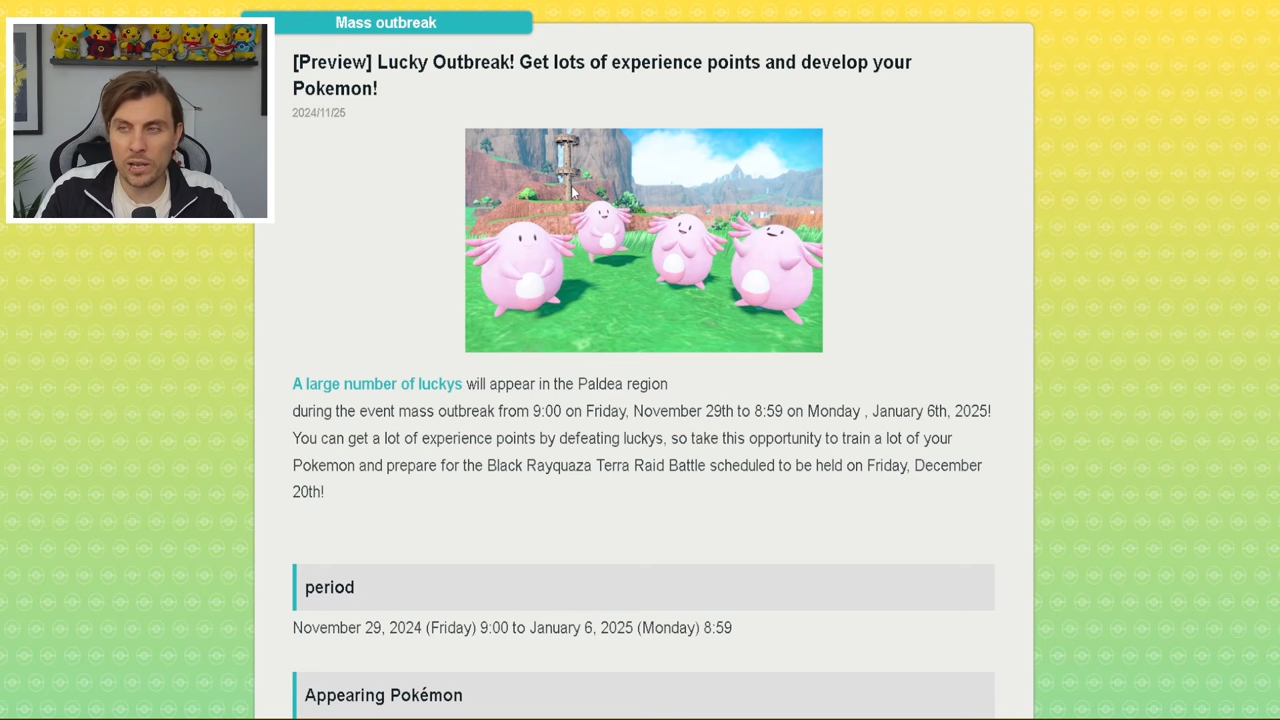 Mass outbreak
[Preview] Lucky Outbreak! Get lots of experience points and develop your
Pokemon!
2024/11/25
A large number of luckys will appear in the Paldea region
during the event mass outbreak from 9:00 on Friday, November 29th to 8:59 on Monday , January 6th, 2025!
You can get a lot of experience points by defeating luckys, so take this opportunity to train a lot of your
Pokemon and prepare for the Black Rayquaza Terra Raid Battle scheduled to be held on Friday, December
20th!
period
November 29, 2024 (Friday) 9:00 to January 6, 2025 (Monday) 8:59
Appearing Pokémon